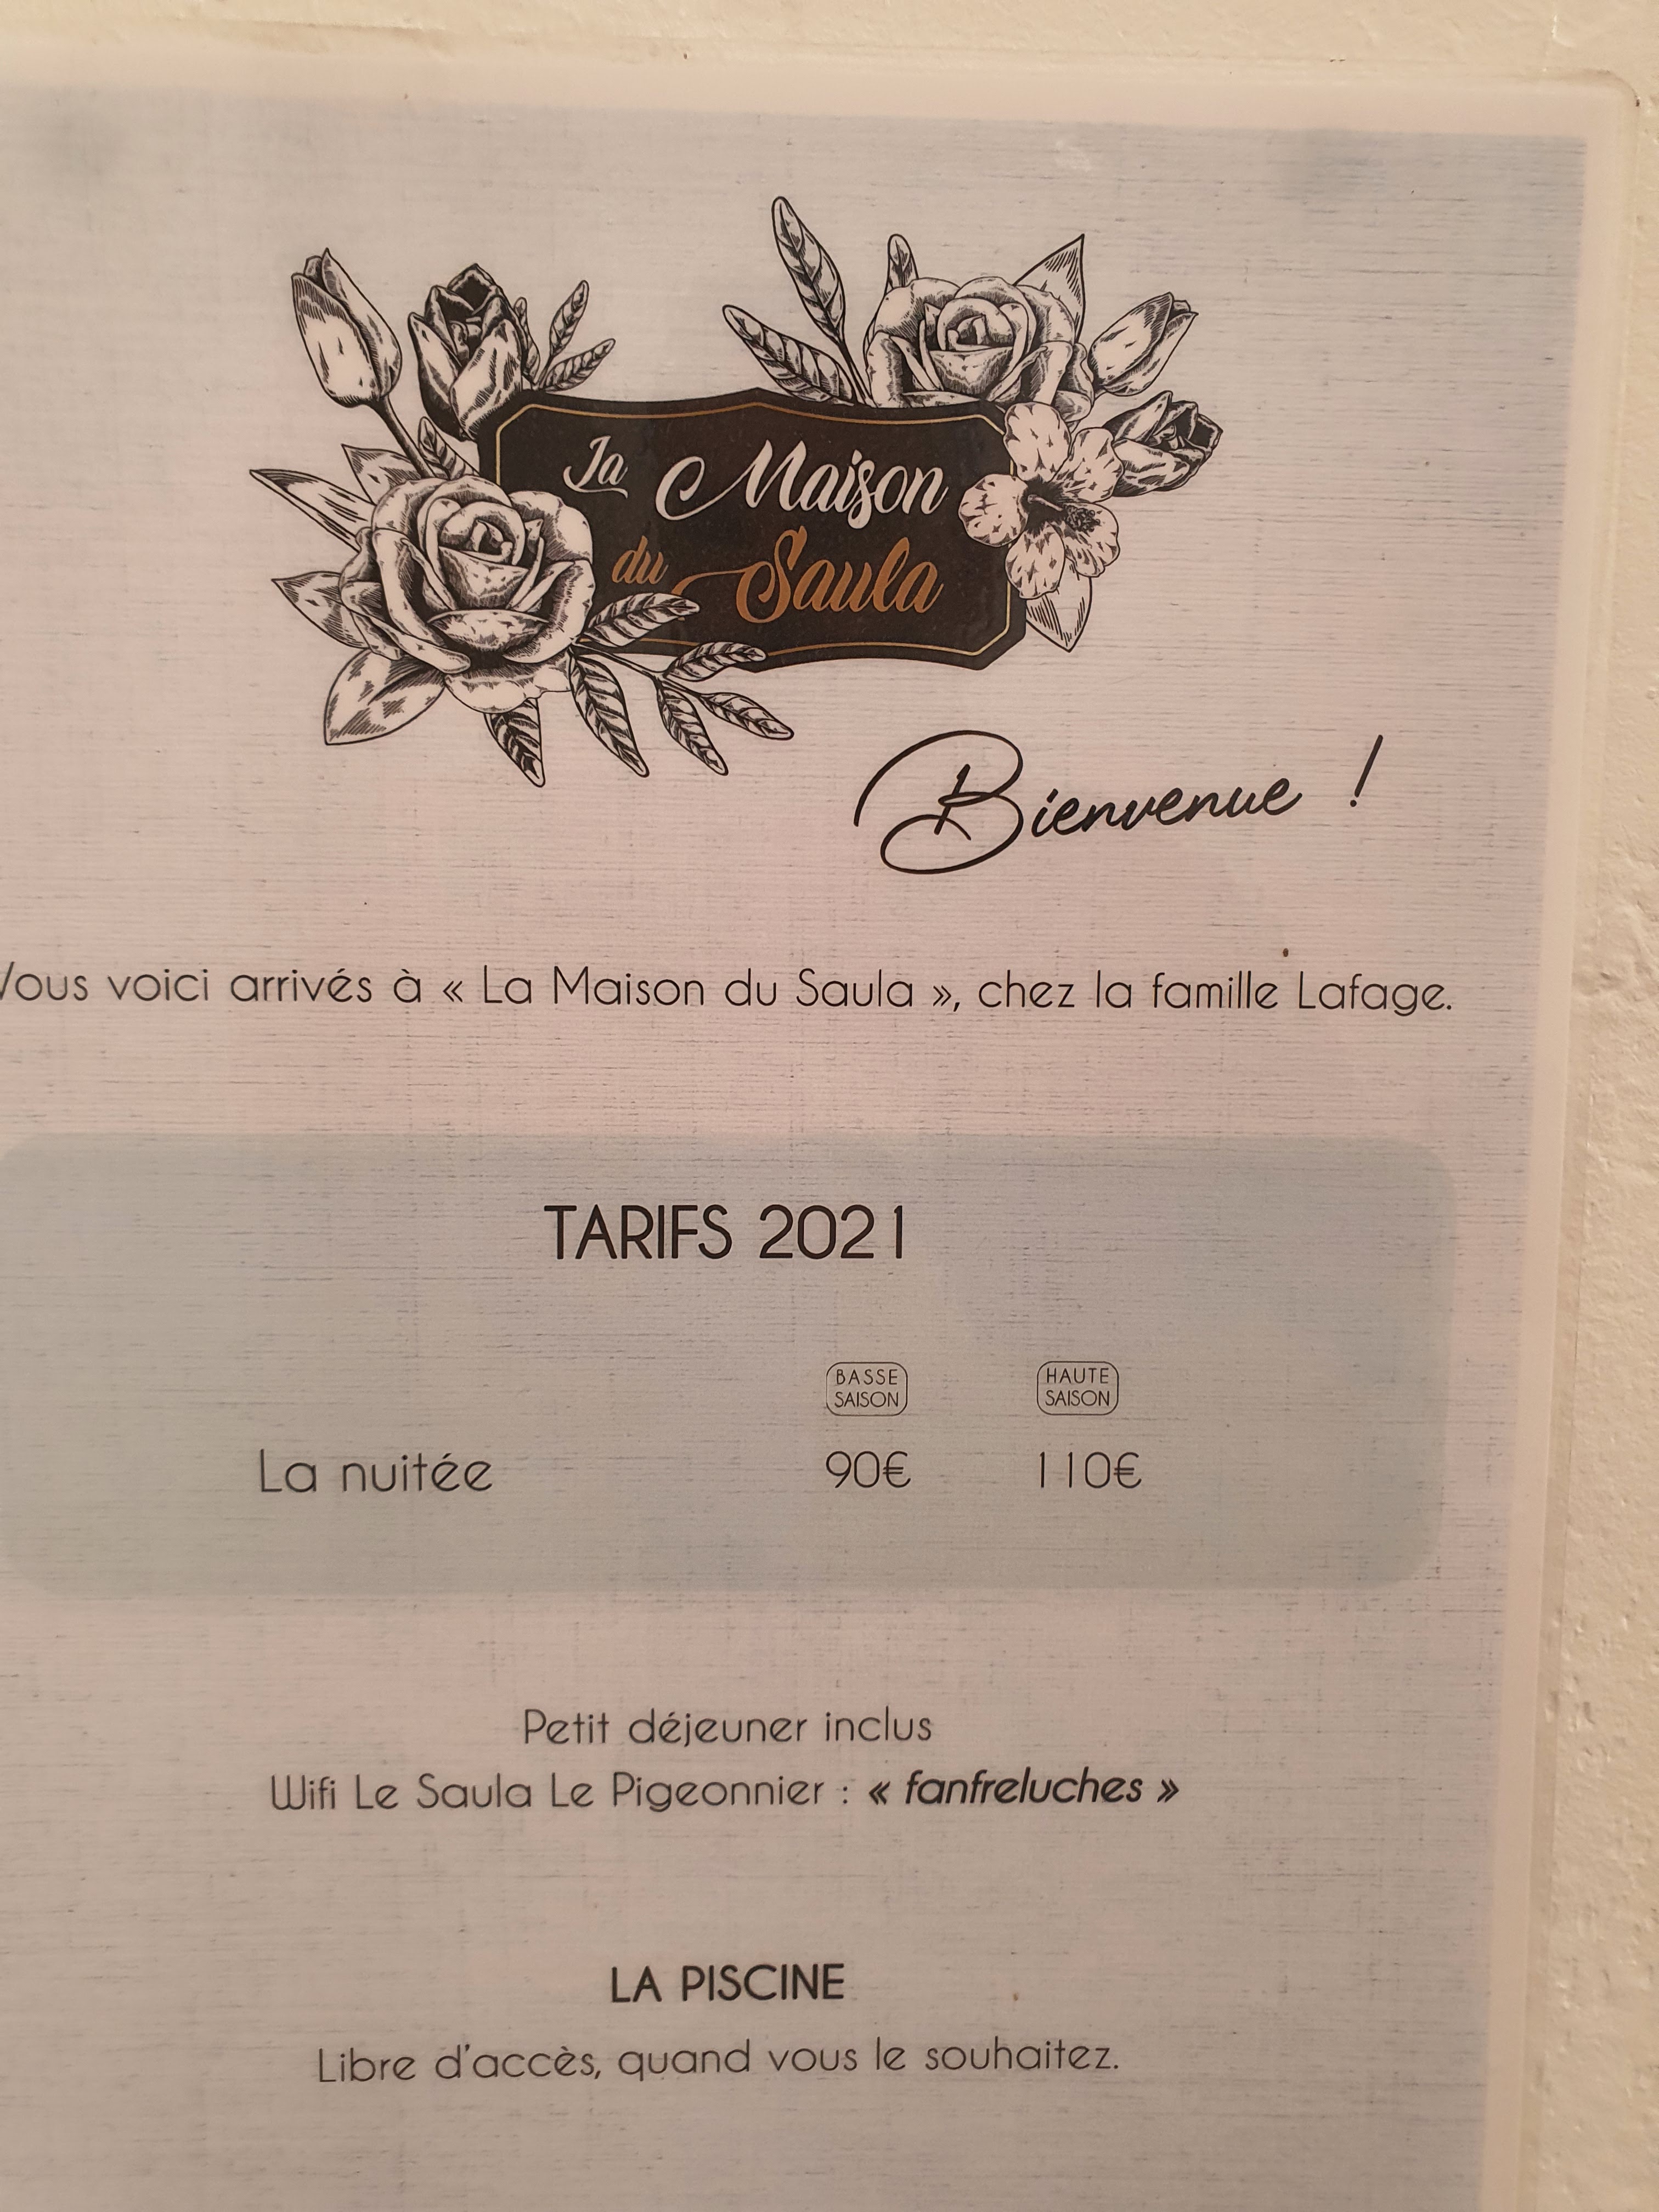 La Maison
du Saula
Bienvenue !
Vous voici arrivés à « La Maison du Saula », chez la famille Lafage.
TARIFS 2021
BASSE SAISON HAUTE SAISON
La nuitée 90€ 110€
Petit déjeuner inclus
Wifi Le Saula Le Pigeonnier : « fanfreluches »
LA PISCINE
Libre d'accès, quand vous le souhaitez.